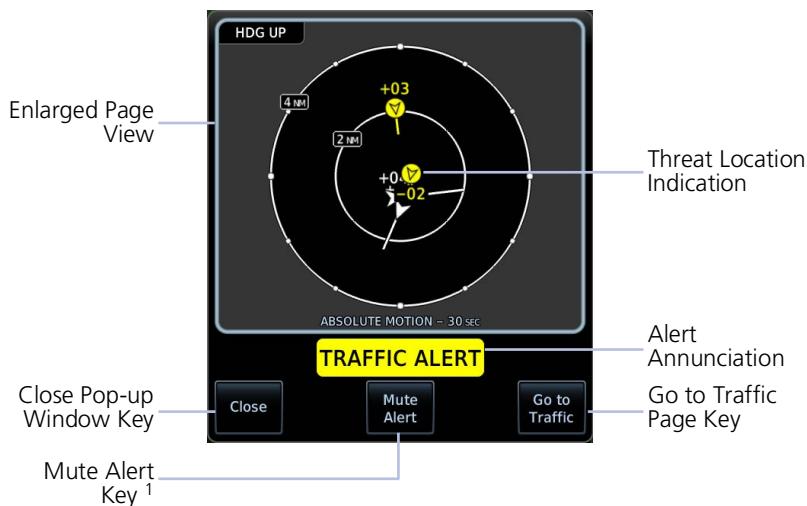 HDG UP
+03
4 NM
2 NM
-02
ABSOLUTE MOTION – 30 SEC
TRAFFIC ALERT
Close
Mute
Alert
Go to
Traffic
Enlarged Page
View
Threat Location
Indication
Alert
Annunciation
Close Pop-up
Window Key
Go to Traffic
Page Key
Mute Alert
Key 1